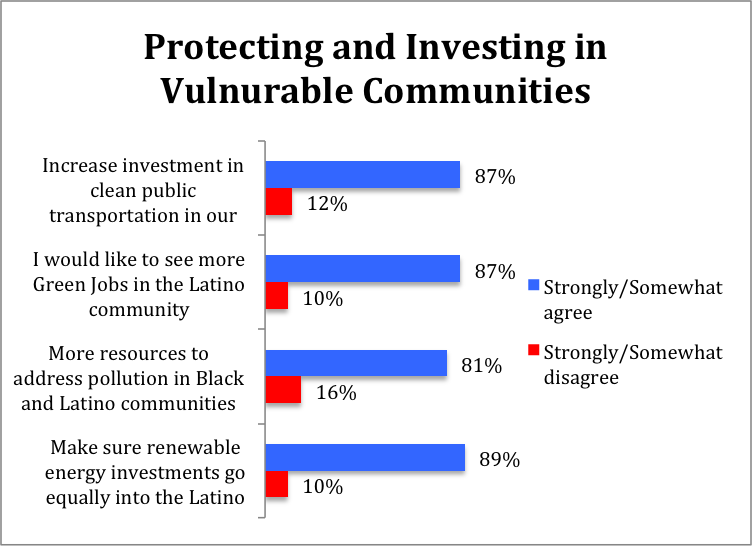 Protecting and Investing in
Vulnurable Communities
Increase investment in
clean public
transportation in our
87%
12%
I would like to see more
Green Jobs in the Latino
community
87%
10%
More resources to
address pollution in Black
and Latino communities
81%
16%
Make sure renewable
energy investments go
equally into the Latino
89%
10%
Strongly/Somewhat
agree
Strongly/Somewhat
disagree